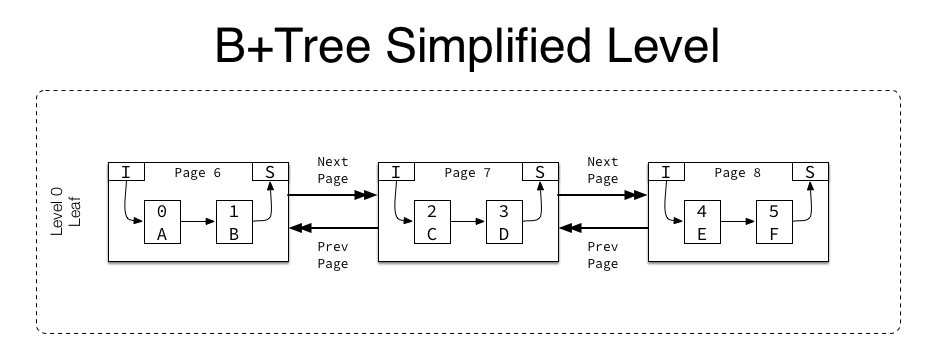 B+Tree Simplified Level
Level 0
Leaf
I Page 6 S
0 1
A B
Next
Page
Prev
Page
I Page 7 S
2 3
C D
Next
Page
Prev
Page
I Page 8 S
4 5
E F